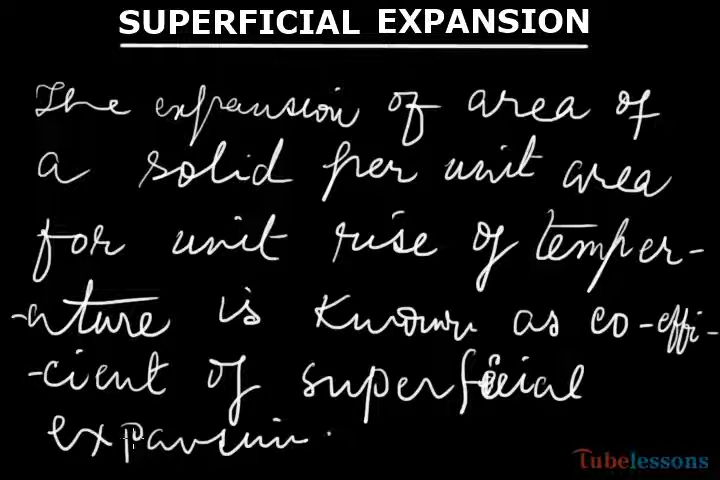 SUPERFICIAL EXPANSION
The expansion of area of
a solid per unit area
for unit rise of temper-
-ature is known as co-effi-
-cient of superficial
expansion.
Tubelessons